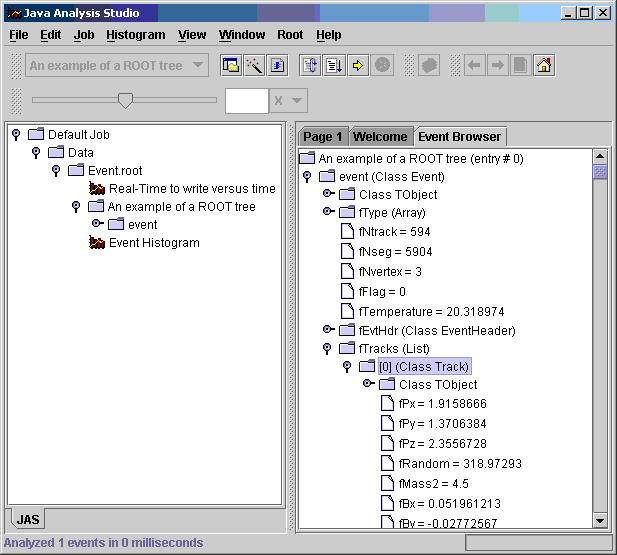 Java Analysis Studio
File Edit Job Histogram View Window Root Help
An example of a ROOT tree
X
Default Job
Data
Event.root
Real-Time to write versus time
An example of a ROOT tree
event
Event Histogram
JAS
Page 1 Welcome Event Browser
An example of a ROOT tree (entry # 0)
event (Class Event)
Class TObject
fType (Array)
fNtrack = 594
fNseg = 5904
fNvertex = 3
fFlag = 0
fTemperature = 20.318974
fEvtHdr (Class EventHeader)
fTracks (List)
[0] (Class Track)
Class TObject
fPx = 1.9158666
fPy = 1.3706384
fPz = 2.3556728
fRandom = 318.97293
fMass2 = 4.5
fBx = 0.051961213
fBy = -0.02772567
Analyzed 1 events in 0 milliseconds